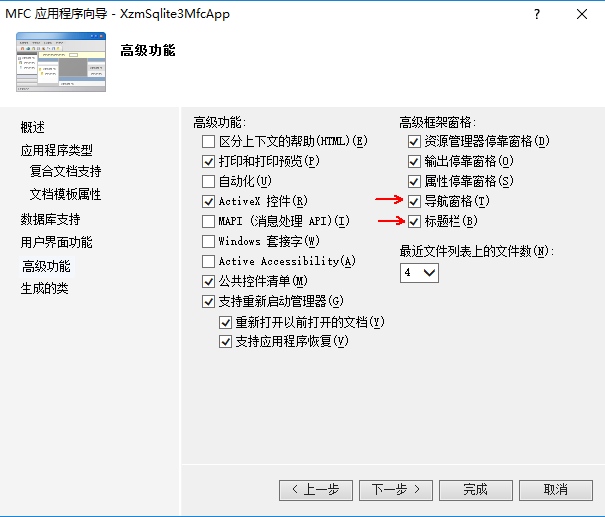 MFC 应用程序向导 - XzmSqlite3MfcApp
高级功能
概述
应用程序类型
复合文档支持
文档模板属性
数据库支持
用户界面功能
高级功能
生成的类
高级功能:
区分上下文的帮助(HTML)(E)
打印和打印预览(P)
自动化(U)
ActiveX 控件(R)
MAPI (消息处理 API)(I)
Windows 套接字(W)
Active Accessibility(A)
公共控件清单(M)
支持重新启动管理器(G)
重新打开以前打开的文档(Y)
支持应用程序恢复(V)
高级框架窗格:
资源管理器停靠窗格(D)
输出停靠窗格(O)
属性停靠窗格(S)
导航窗格(T)
标题栏(B)
最近文件列表上的文件数(N):
4
< 上一步
下一步 >
完成
取消